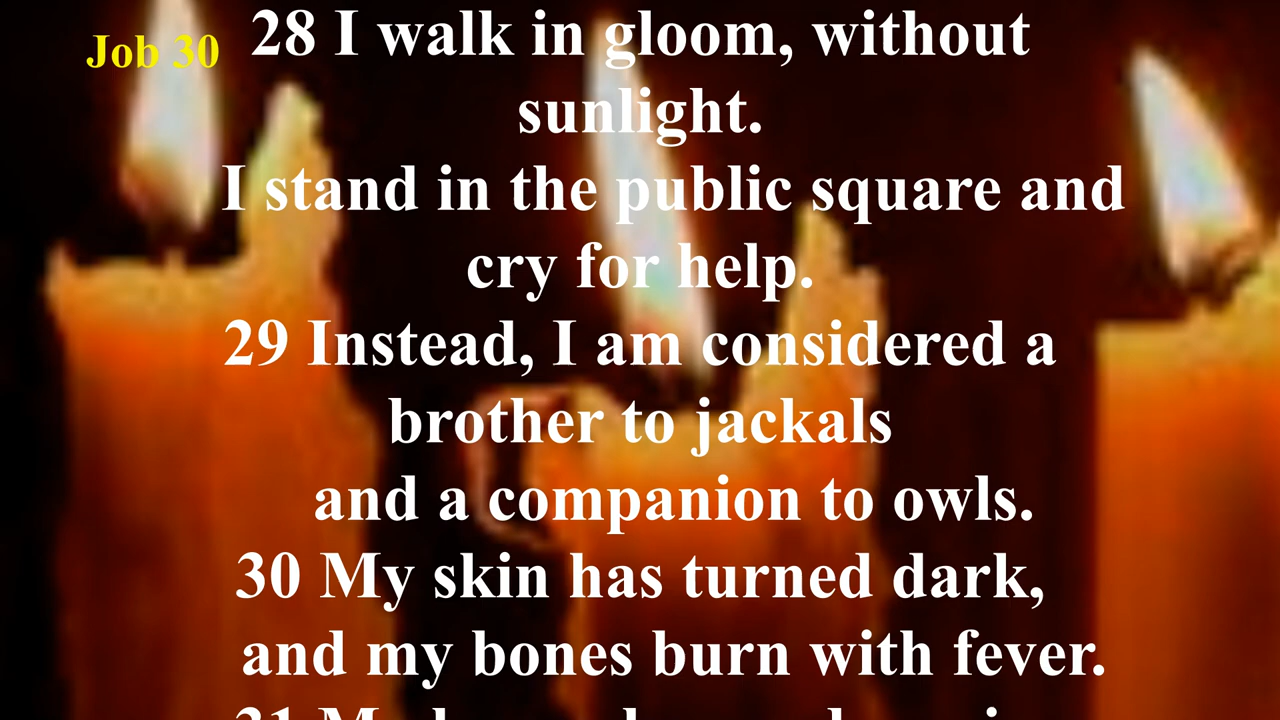 Job 30
28 I walk in gloom, without
sunlight.
I stand in the public square and
cry for help.
29 Instead, I am considered a
brother to jackals
and a companion to owls.
30 My skin has turned dark,
and my bones burn with fever.
31 My